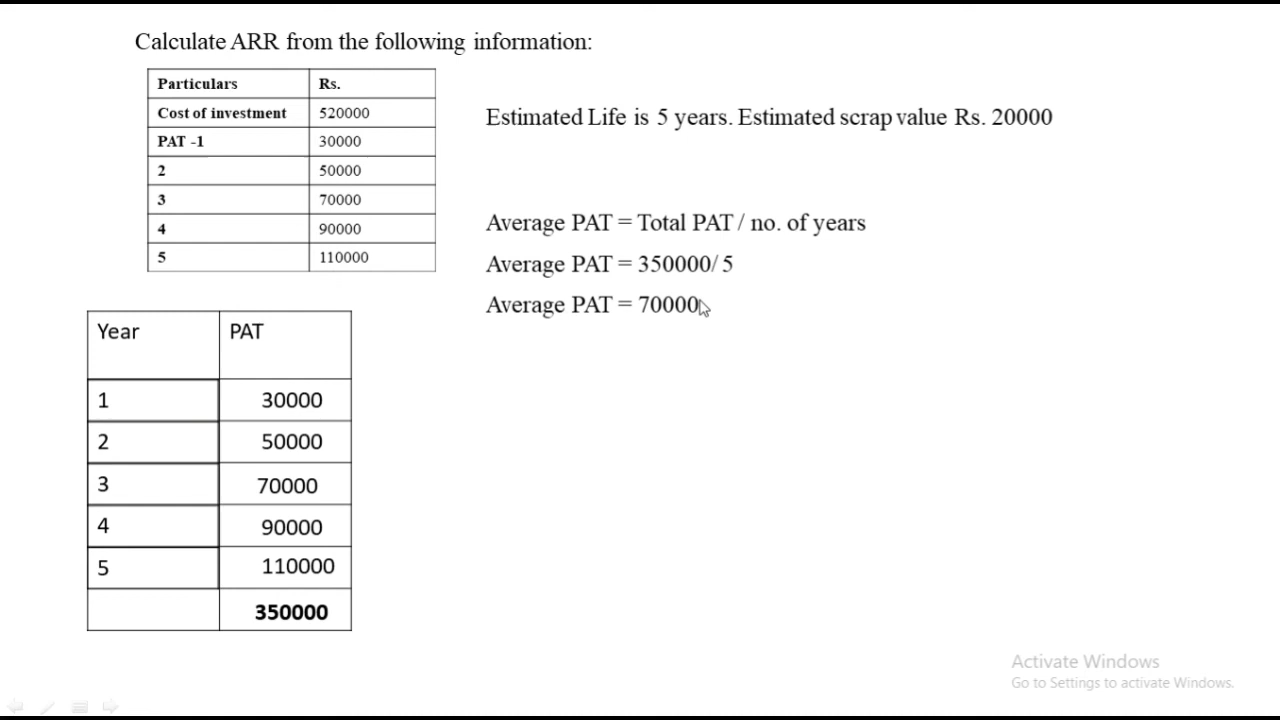 Calculate ARR from the following information:
Particulars Rs.
Cost of investment 520000
PAT -1 30000
2 50000
3 70000
4 90000
5 110000
Estimated Life is 5 years. Estimated scrap value Rs. 20000
Average PAT = Total PAT / no. of years
Average PAT = 350000/ 5
Average PAT = 70000
Year PAT
1 30000
2 50000
3 70000
4 90000
5 110000
350000
Activate Windows
Go to Settings to activate Windows.